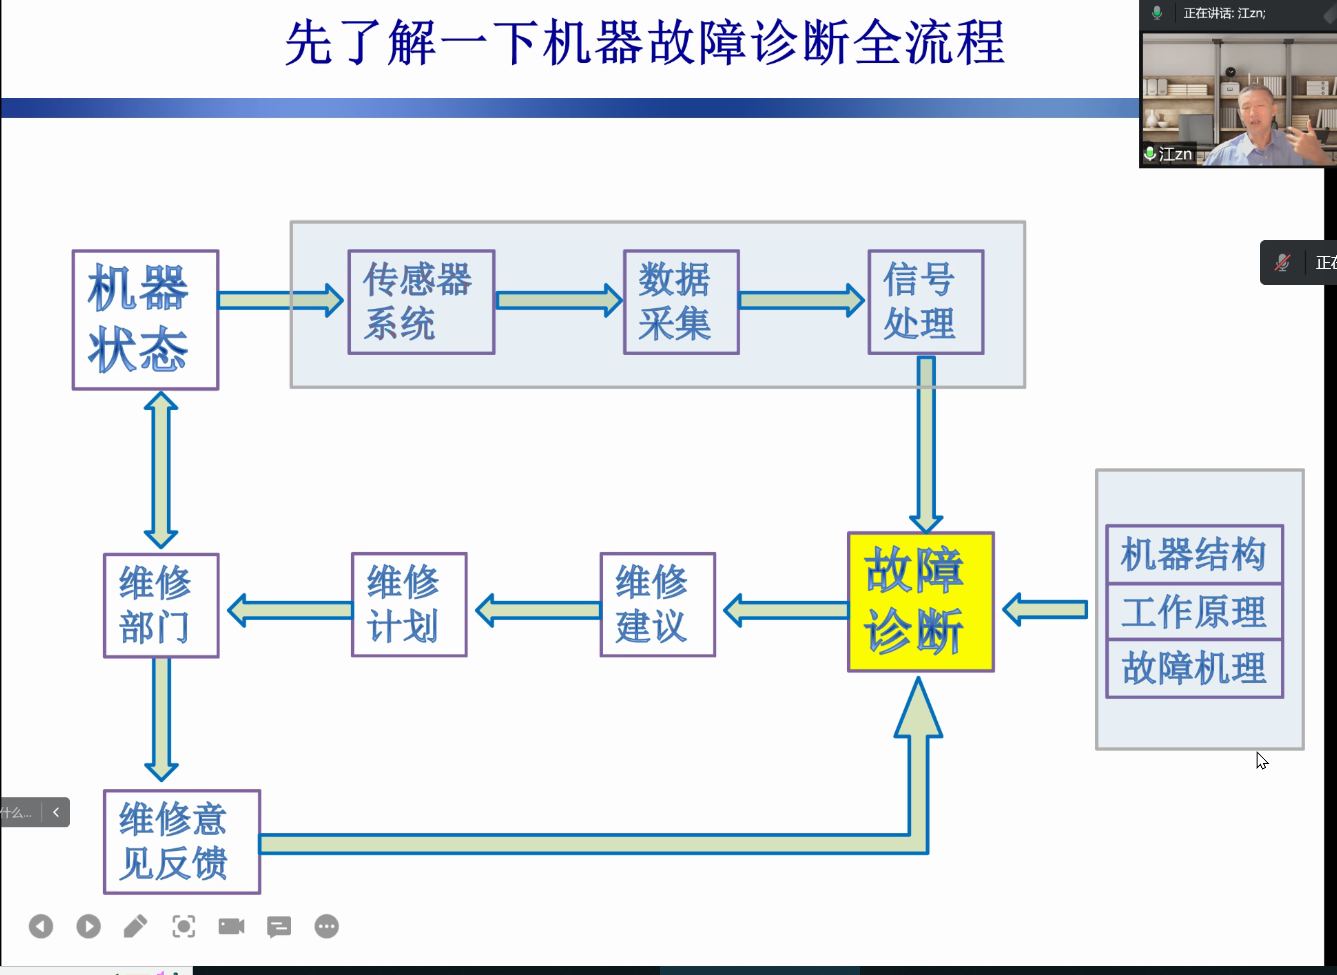 先了解一下机器故障诊断全流程
正在讲话: 江zn;
江zn
正在
机器
状态
传感器
系统
数据
采集
信号
处理
维修
部门
维修
计划
维修
建议
故障
诊断
机器结构
工作原理
故障机理
什么...
维修意
见反馈